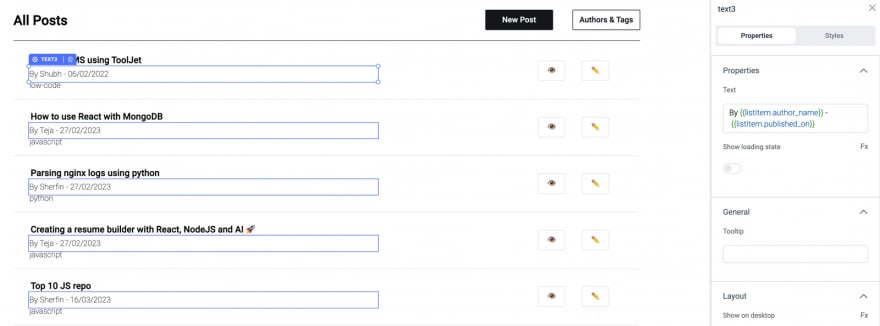 All Posts
New Post
Authors & Tags
TEXT3
MS using ToolJet
By Shubh - 06/02/2022
low-code
How to use React with MongoDB
By Teja - 27/02/2023
javascript
Parsing nginx logs using python
By Sherfin - 27/02/2023
python
Creating a resume builder with React, NodeJS and AI 🚀
By Teja - 27/02/2023
javascript
Top 10 JS repo
By Sherfin - 16/03/2023
javascript
text3
Properties
Styles
Properties
Text
By {{listItem.author_name}} -
{{listItem.published_on}}
Show loading state
Fx
General
Tooltip
Layout
Show on desktop
Fx